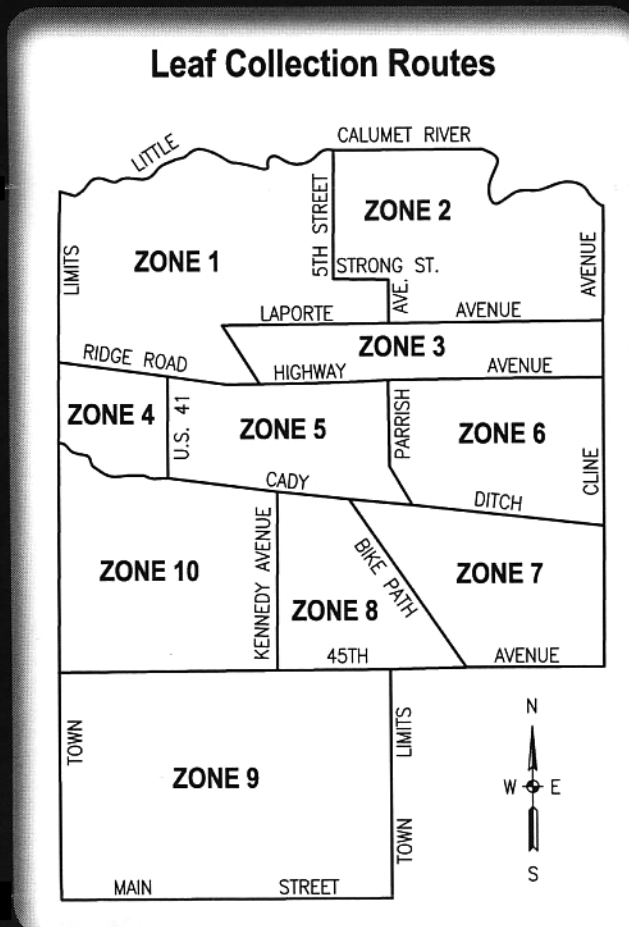 Leaf Collection Routes
LITTLE
CALUMET RIVER
5TH STREET
ZONE 2
LIMITS
ZONE 1
STRONG ST.
AVENUE
AVE.
LAPORTE
AVENUE
ZONE 3
RIDGE ROAD
HIGHWAY
AVENUE
ZONE 4
U.S. 41
ZONE 5
PARRISH
ZONE 6
CADY
DITCH
CLINE
ZONE 10
KENNEDY AVENUE
BIKE PATH
ZONE 7
ZONE 8
45TH
AVENUE
TOWN
LIMITS
N
ZONE 9
W
E
TOWN
S
MAIN
STREET